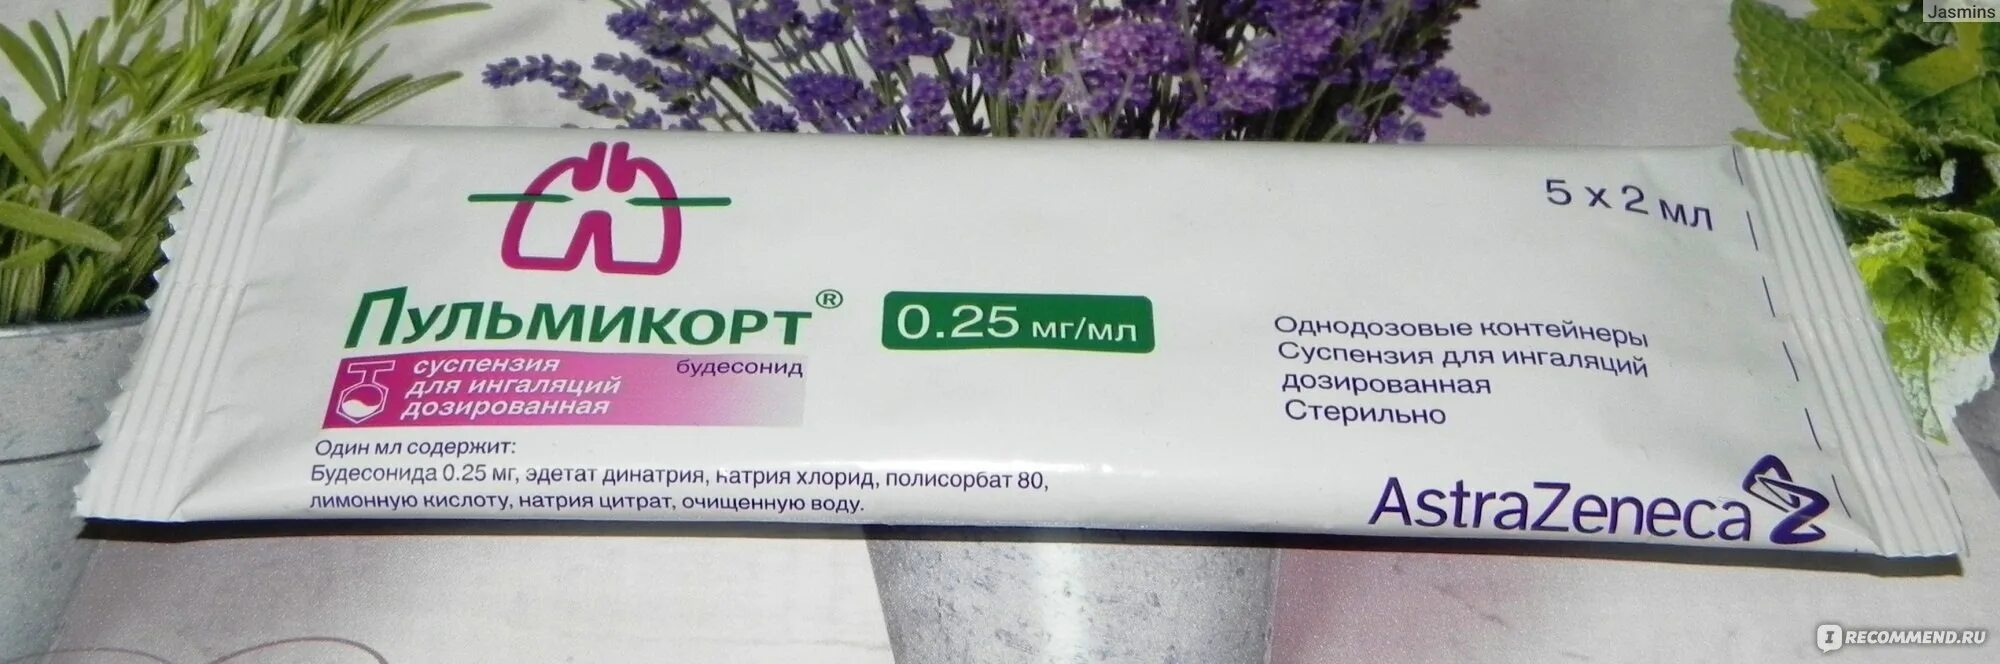 Jasmins
5 x 2 мл
Пульмикорт®
0.25 мг/мл
суспензия
для ингаляций
дозированная
будесонид
Однодозовые контейнеры
Суспензия для ингаляций
дозированная
Стерильно
Один мл содержит:
Будесонида 0.25 мг, эдетат динатрия, натрия хлорид, полисорбат 80,
лимонную кислоту, натрия цитрат, очищенную воду.
AstraZeneca
I RECOMMEND.RU